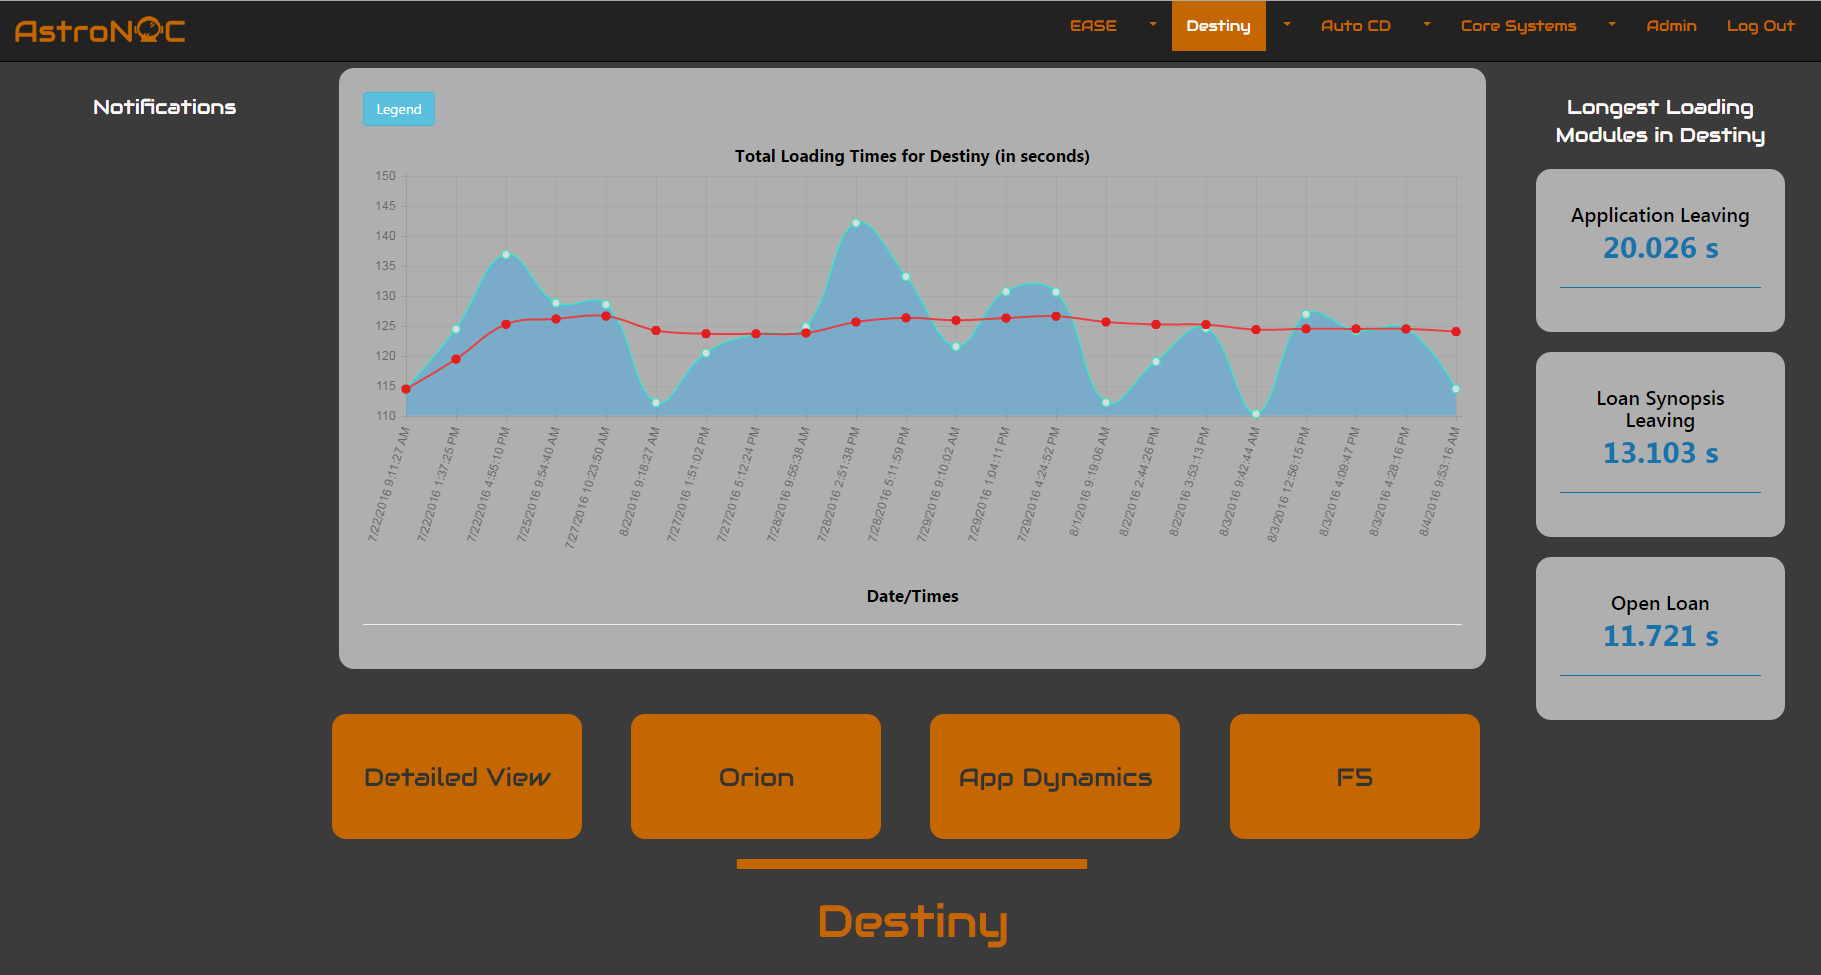 AstroNOC
EASE
Destiny
Auto CD
Core Systems
Admin
Log Out
Notifications
Legend
Total Loading Times for Destiny (in seconds)
150
145
140
135
130
125
120
115
110
7/22/2016 9:11:27 AM
7/22/2016 1:37:25 PM
7/22/2016 4:55:10 PM
7/25/2016 9:54:40 AM
7/27/2016 10:23:50 AM
8/2/2016 9:18:27 AM
7/27/2016 1:51:02 PM
7/27/2016 5:12:24 PM
7/28/2016 9:55:38 AM
7/28/2016 2:51:38 PM
7/28/2016 5:11:59 PM
7/29/2016 9:10:02 AM
7/29/2016 1:04:11 PM
7/29/2016 4:24:52 PM
8/1/2016 9:19:06 AM
8/2/2016 2:44:26 PM
8/2/2016 3:53:13 PM
8/3/2016 9:42:44 AM
8/3/2016 12:56:15 PM
8/3/2016 4:09:47 PM
8/3/2016 4:28:16 PM
8/4/2016 9:53:16 AM
Date/Times
Longest Loading
Modules in Destiny
Application Leaving
20.026 s
Loan Synopsis
Leaving
13.103 s
Open Loan
11.721 s
Detailed View
Orion
App Dynamics
F5
Destiny